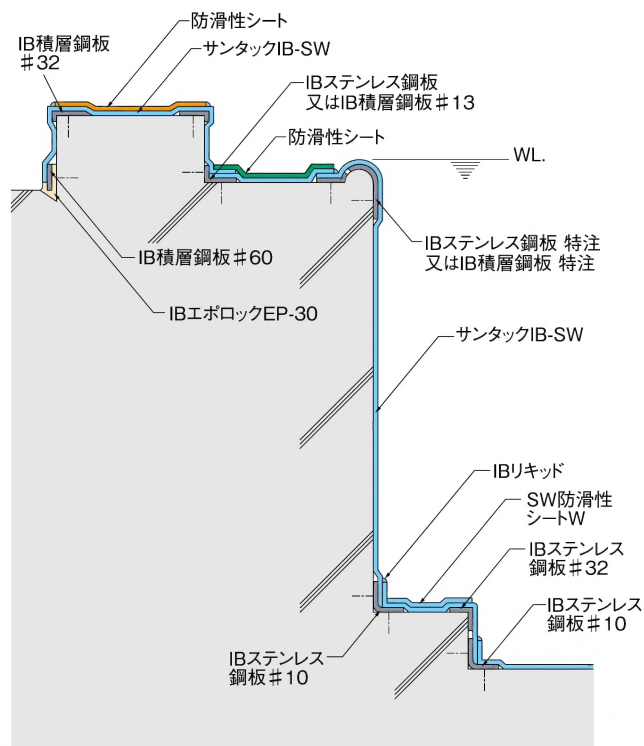 防滑性シート
IB積層鋼板
♯32
サンタックIB-SW
IBステンレス鋼板
又はIB積層鋼板♯13
防滑性シート
WL.
IBステンレス鋼板 特注
又はIB積層鋼板 特注
IB積層鋼板♯60
IBエポロックEP-30
サンタックIB-SW
IBリキッド
SW防滑性
シートW
IBステンレス
鋼板♯32
IBステンレス
鋼板♯10
IBステンレス
鋼板♯10